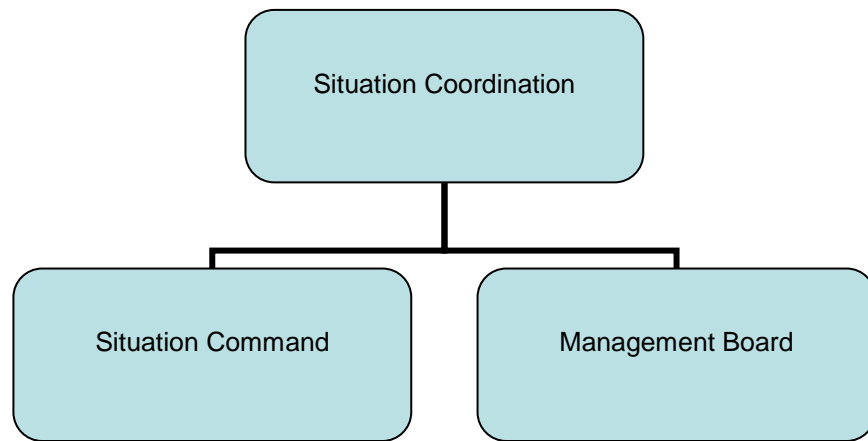 Situation Coordination
Situation Command
Management Board